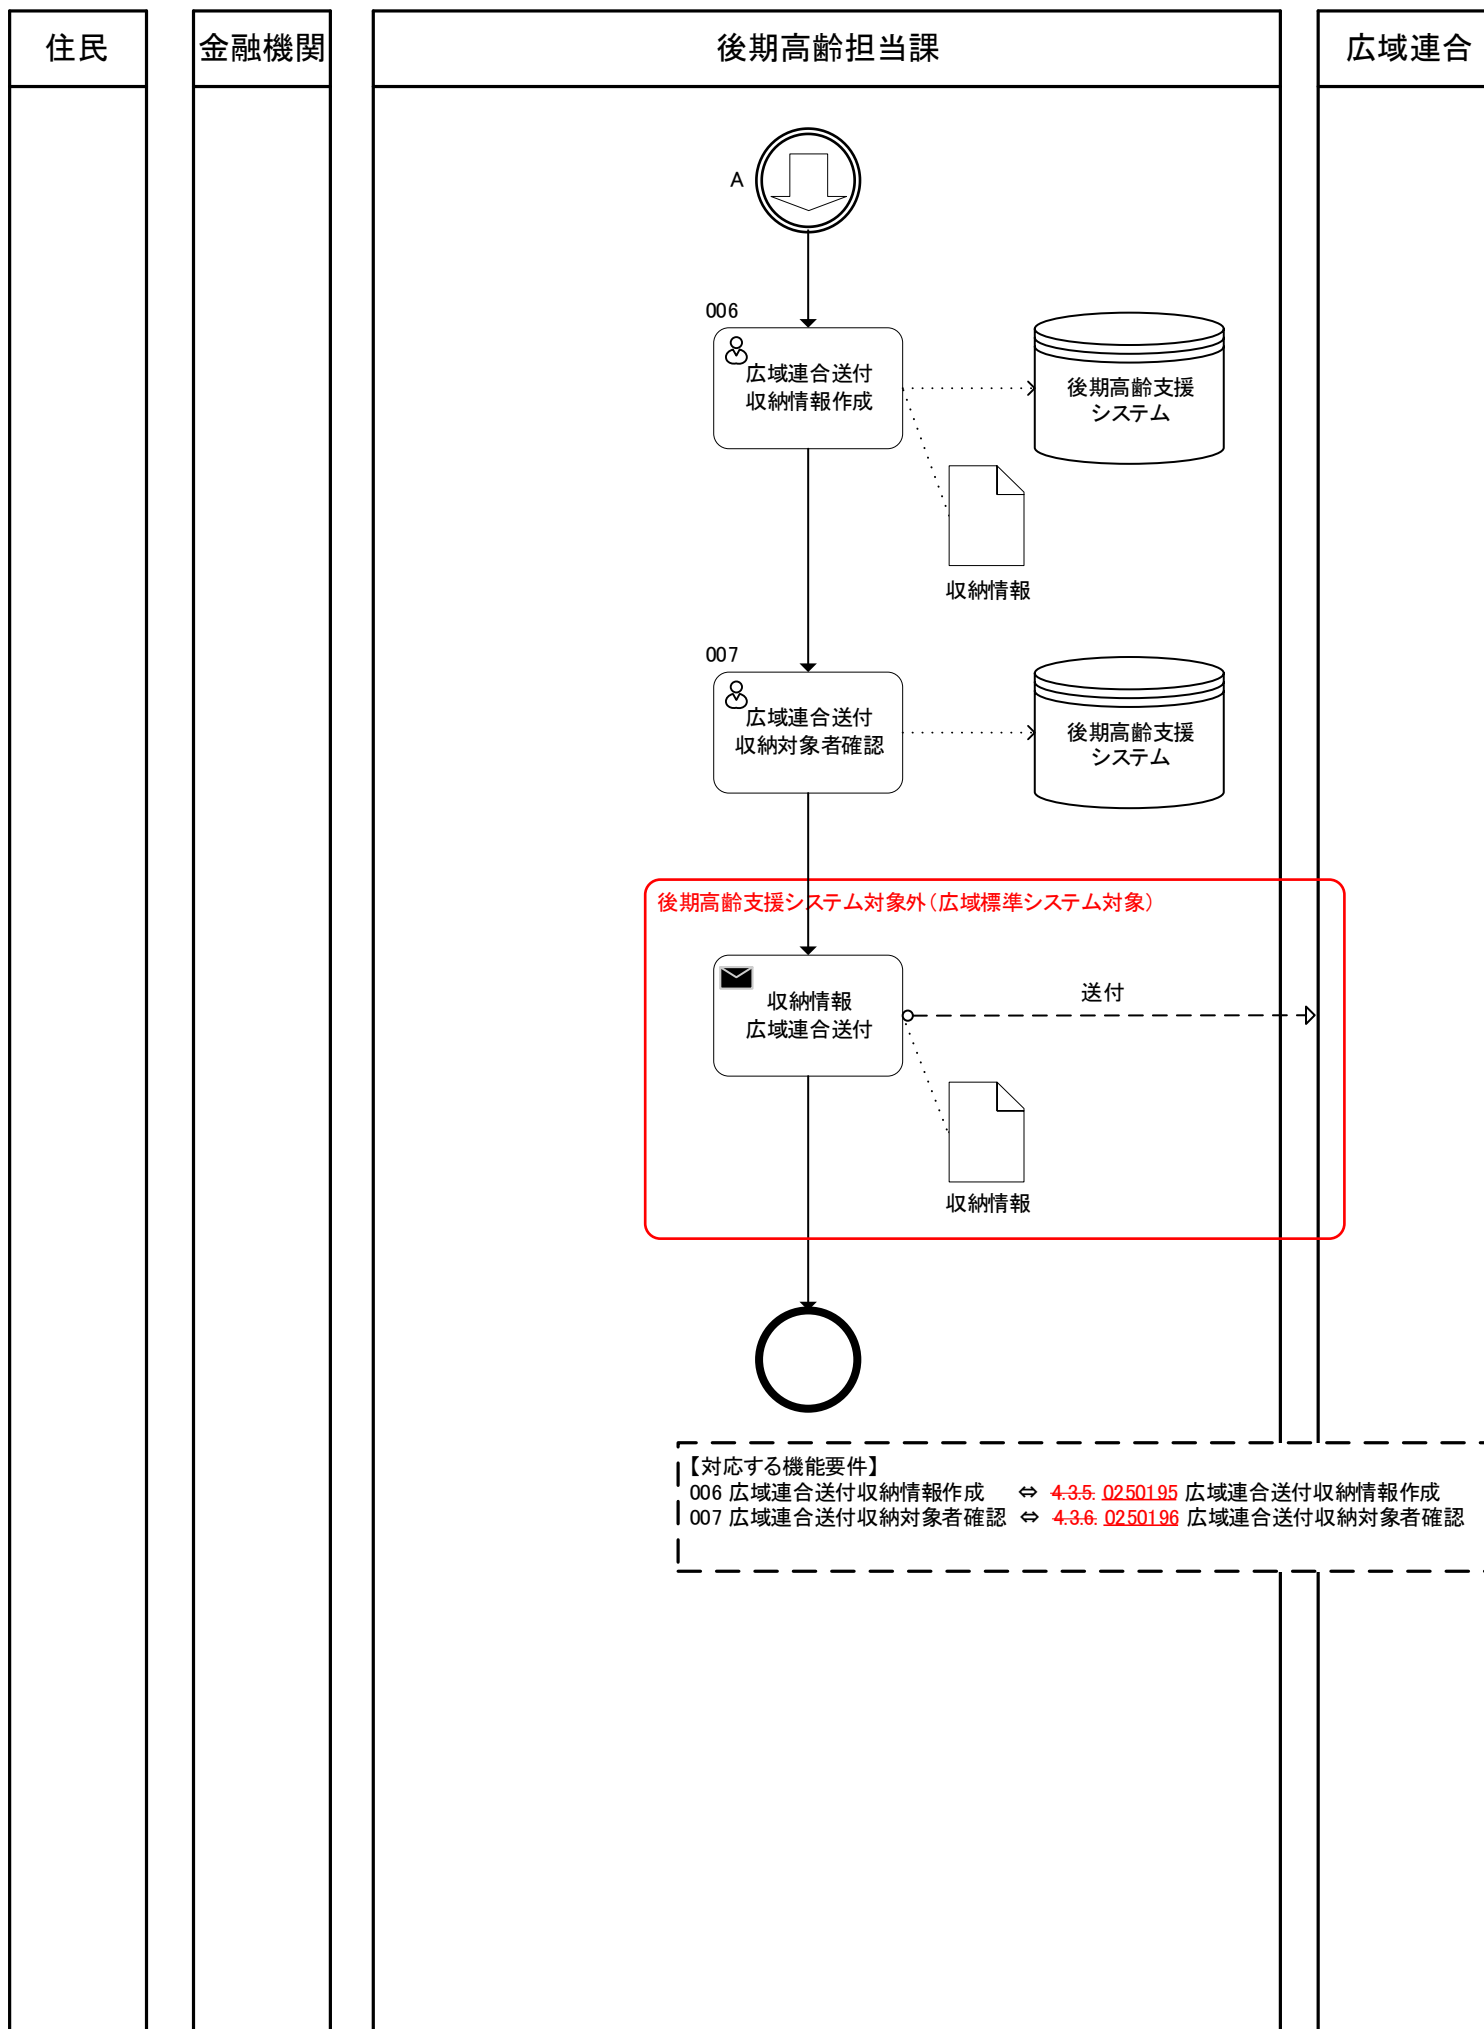 住民
金融機関
後期高齢担当課
広域連合
A
006
広域連合送付
収納情報作成
後期高齢支援
システム
収納情報
007
広域連合送付
収納対象者確認
後期高齢支援
システム
後期高齢支援システム対象外（広域標準システム対象）
収納情報
広域連合送付
送付
収納情報
【対応する機能要件】
006 広域連合送付収納情報作成 ⇔ 4.3.5. 0250195 広域連合送付収納情報作成
007 広域連合送付収納対象者確認 ⇔ 4.3.6. 0250196 広域連合送付収納対象者確認